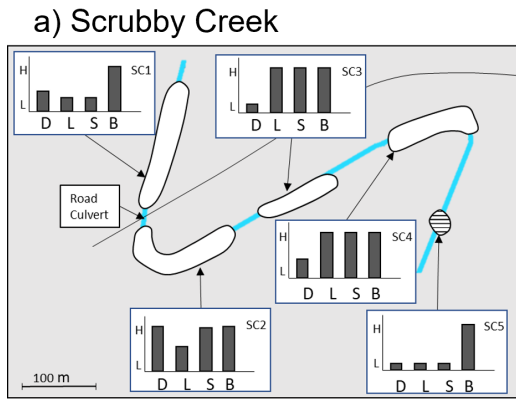 a) Scrubby Creek
H
L
SC1
D L S B
H
L
SC3
D L S B
Road
Culvert
H
L
SC4
D L S B
H
L
SC2
D L S B
H
L
SC5
D L S B
100 m